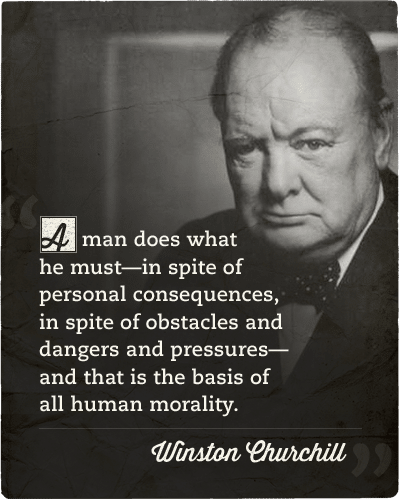 A man does what
he must—in spite of
personal consequences,
in spite of obstacles and
dangers and pressures—
and that is the basis of
all human morality.
Winston Churchill